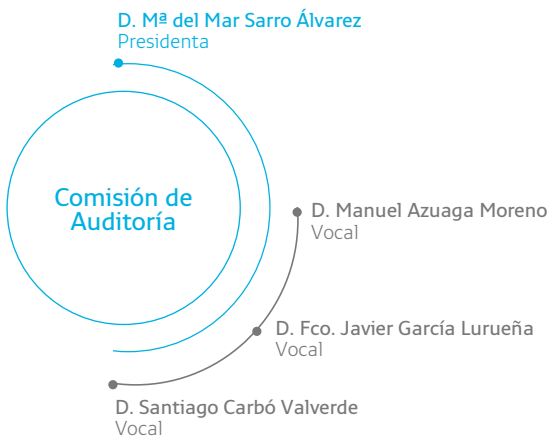 D. Mª del Mar Sarro Álvarez
Presidenta
Comisión de
Auditoría
D. Manuel Azuaga Moreno
Vocal
D. Fco. Javier García Lurueña
Vocal
D. Santiago Carbó Valverde
Vocal